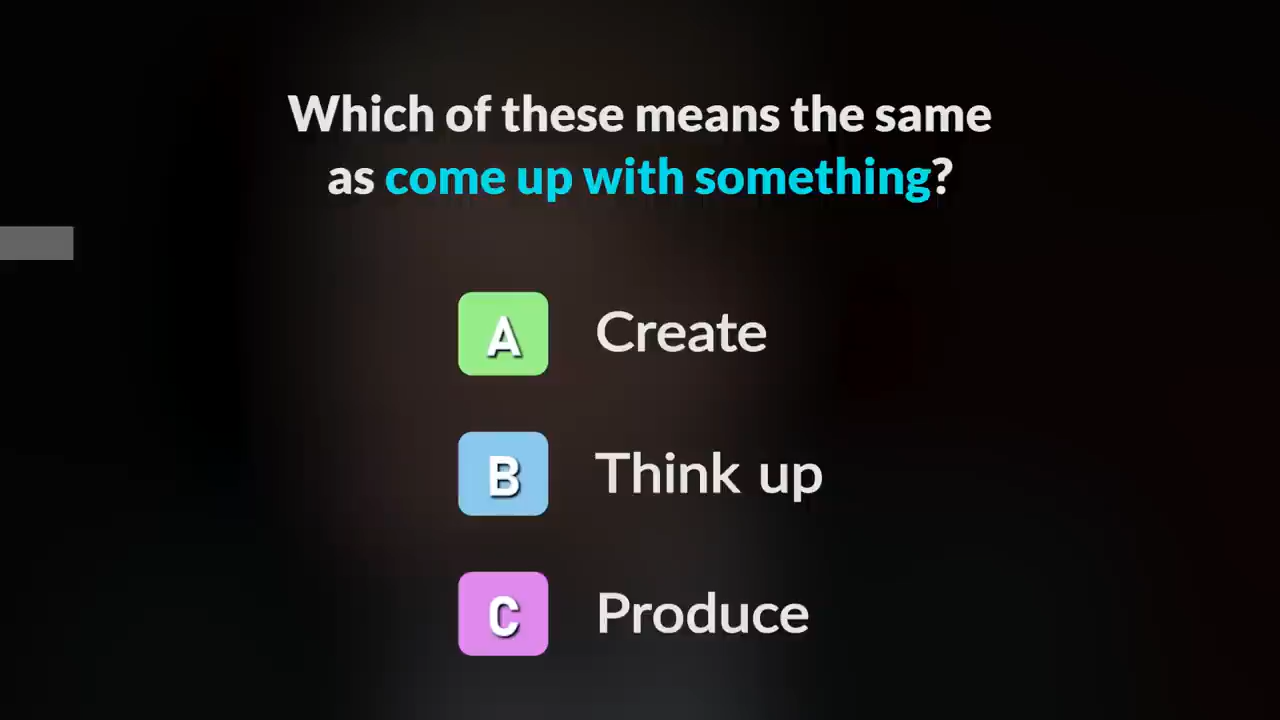 Which of these means the same
as come up with something?
A Create
B Think up
C Produce